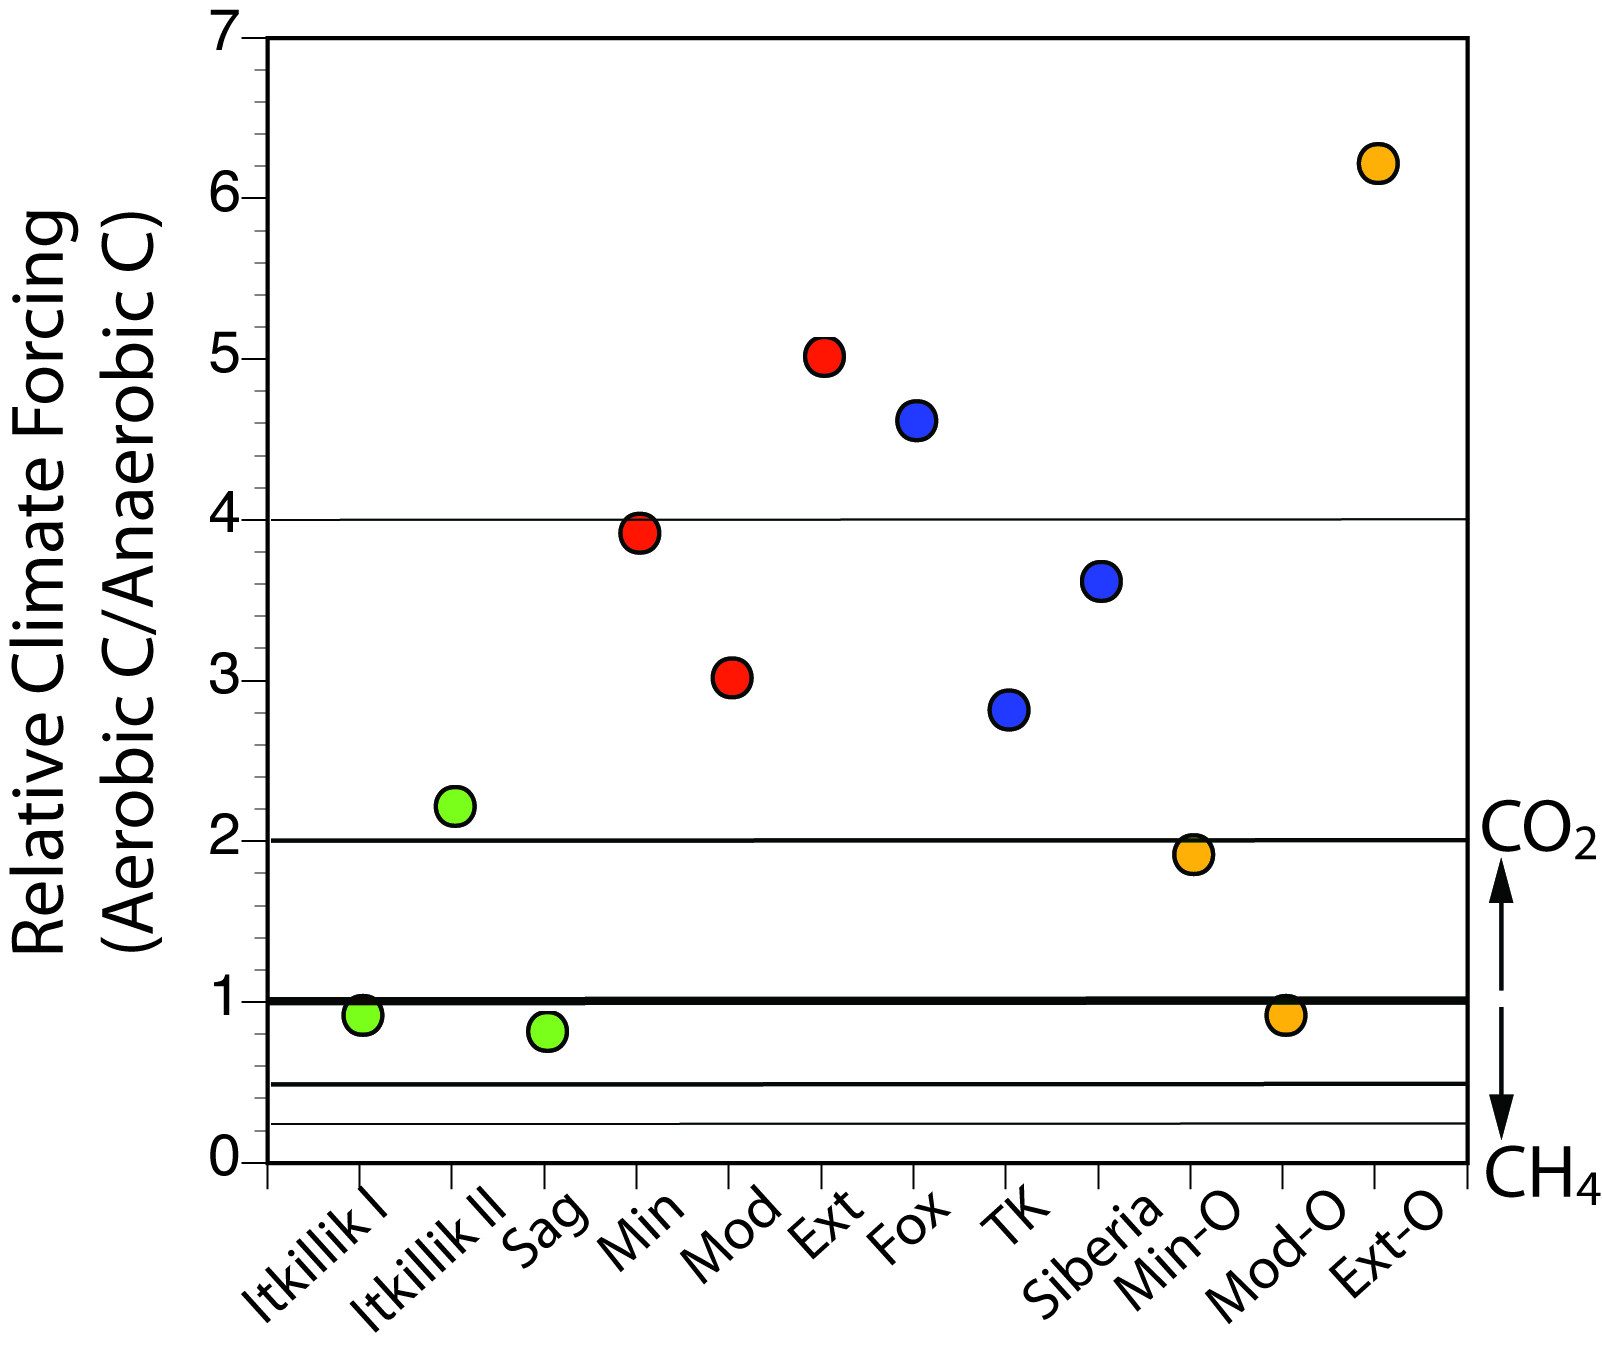 Relative Climate Forcing
(Aerobic C/Anaerobic C)
7
6
5
4
3
2
1
0
CO₂
CH₄
Itkillik I
Itkillik II
Sag
Min
Mod
Ext
Fox
TK
Siberia
Min-O
Mod-O
Ext-O